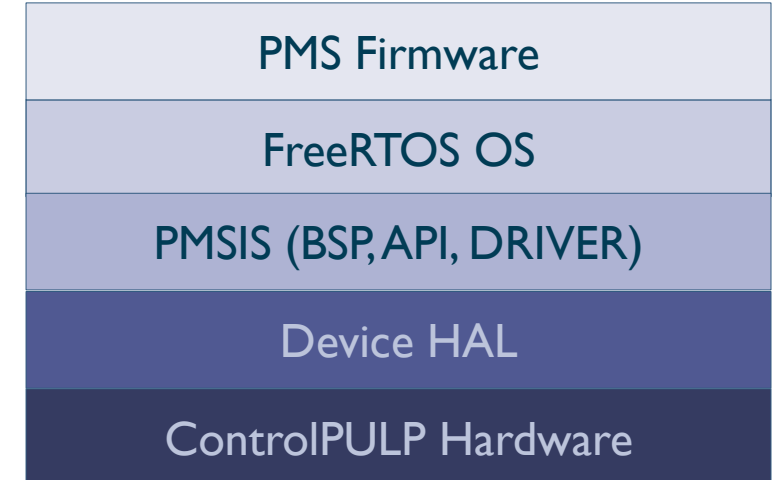 PMS Firmware
FreeRTOS OS
PMSIS (BSP, API, DRIVER)
Device HAL
ControlPULP Hardware